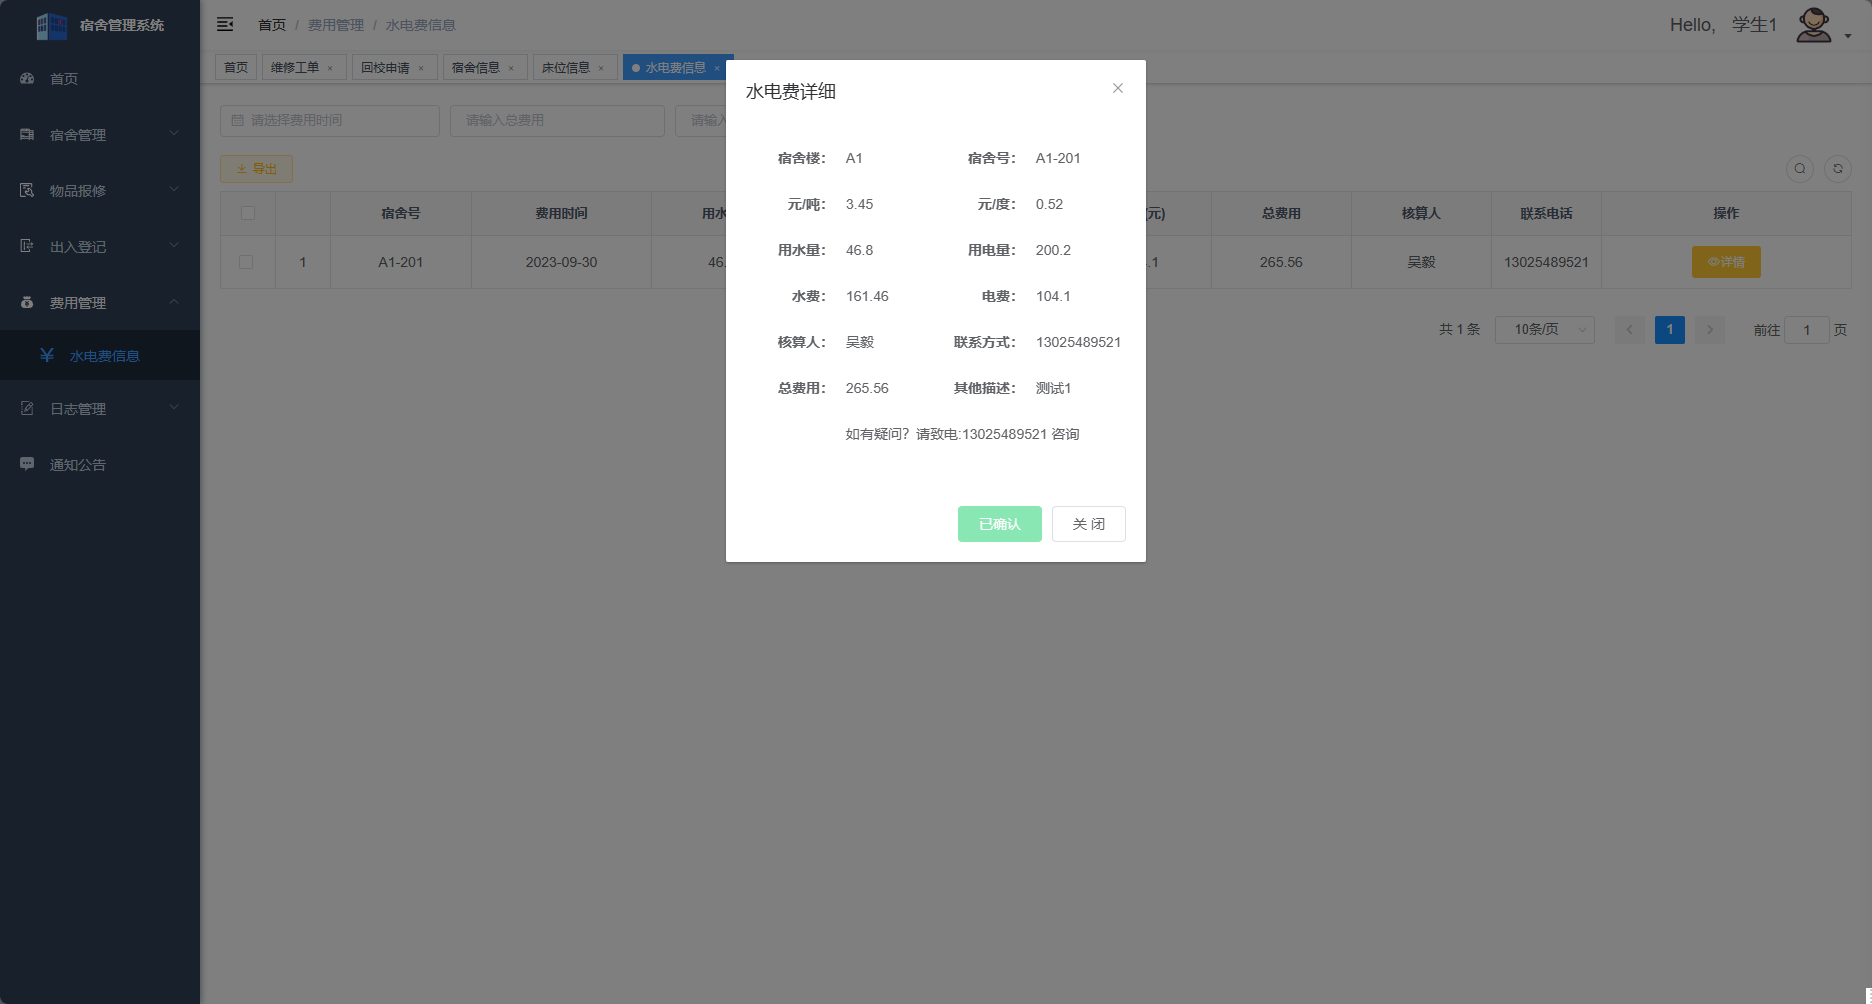 宿舍管理系统
首页
宿舍管理
物品报修
出入登记
费用管理
水电费信息
日志管理
通知公告
首页 / 费用管理 / 水电费信息
Hello, 学生1
首页 维修工单 × 回校申请 × 宿舍信息 × 床位信息 × 水电费信息 ×
请选择费用时间 请输入总费用 请输入
导出
宿舍号 费用时间 用水 元) 总费用 核算人 联系电话 操作
1 A1-201 2023-09-30 46. .1 265.56 吴毅 13025489521 详情
共 1 条 10条/页 1 前往 1 页
水电费详细
宿舍楼： A1 宿舍号： A1-201
元/吨： 3.45 元/度： 0.52
用水量： 46.8 用电量： 200.2
水费： 161.46 电费： 104.1
核算人： 吴毅 联系方式： 13025489521
总费用： 265.56 其他描述： 测试1
如有疑问？请致电:13025489521 咨询
已确认 关 闭